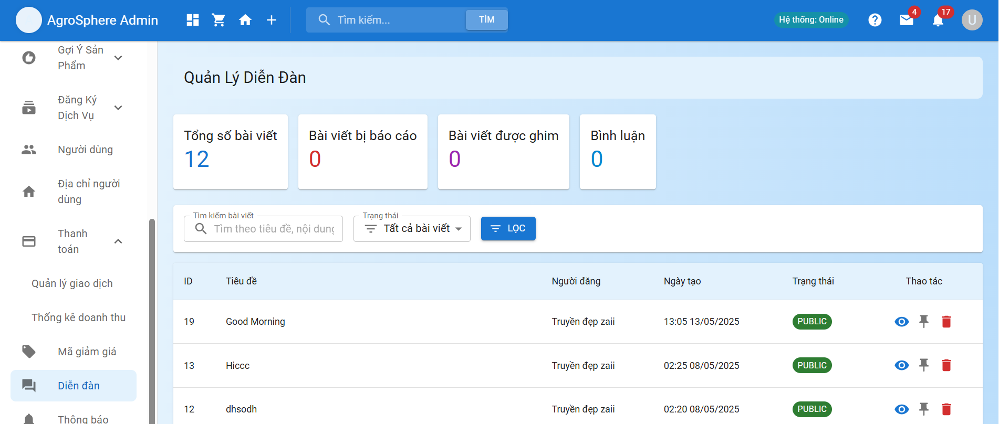 AgroSphere Admin
Tìm kiếm...
TÌM
Hệ thống: Online
4
17
U
Gợi Ý Sản
Phẩm
Đăng Ký
Dịch Vụ
Người dùng
Địa chỉ người
dùng
Thanh
toán
Quản lý giao dịch
Thống kê doanh thu
Mã giảm giá
Diễn đàn
Thông báo
Quản Lý Diễn Đàn
Tổng số bài viết
12
Bài viết bị báo cáo
0
Bài viết được ghim
0
Bình luận
0
Tìm kiếm bài viết
Tìm theo tiêu đề, nội dung
Trạng thái
Tất cả bài viết
LỌC
ID Tiêu đề Người đăng Ngày tạo Trạng thái Thao tác
19 Good Morning Truyền đẹp zaii 13:05 13/05/2025 PUBLIC
13 Hiccc Truyền đẹp zaii 02:25 08/05/2025 PUBLIC
12 dhsodh Truyền đẹp zaii 02:20 08/05/2025 PUBLIC